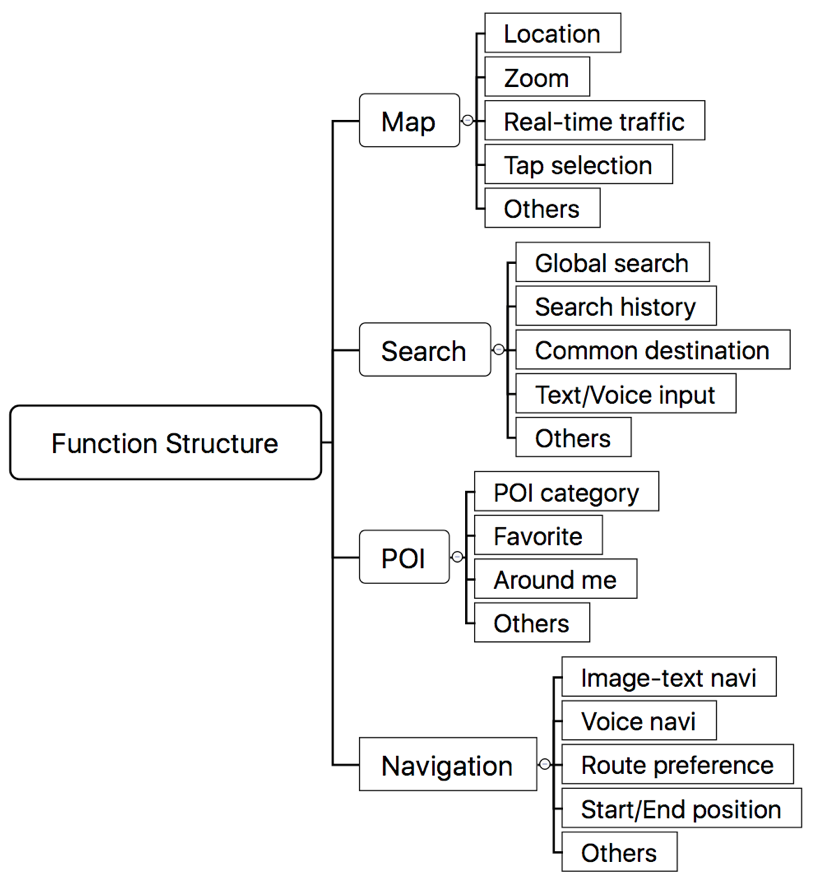 Function Structure
Map
Location
Zoom
Real-time traffic
Tap selection
Others
Search
Global search
Search history
Common destination
Text/Voice input
Others
POI
POI category
Favorite
Around me
Others
Navigation
Image-text navi
Voice navi
Route preference
Start/End position
Others